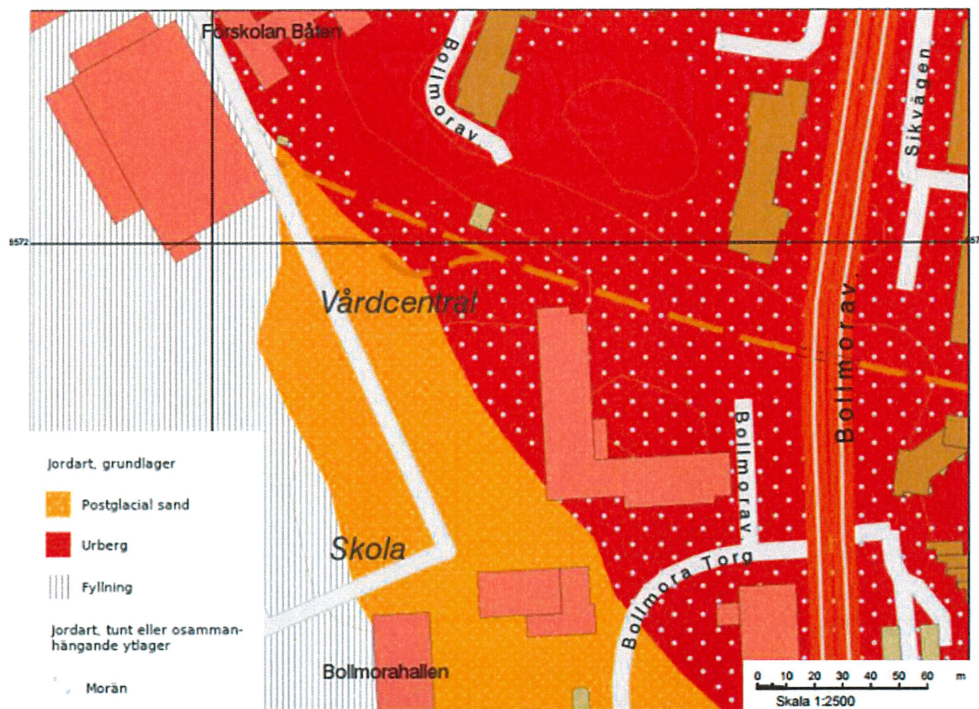 Förskolan Båten
Bollmorav
Sikvägen
6572
657
Vårdcentral
Bollmorav.
Bollmorav.
Jordart, grundlager
Postglacial sand
Urberg
Fyllning
Jordart, tunt eller osamman-
hängande ytlager
Morän
Skola
Bollmora Torg
Bollmorahallen
0 10 20 30 40 50 60 m
Skala 1:2500